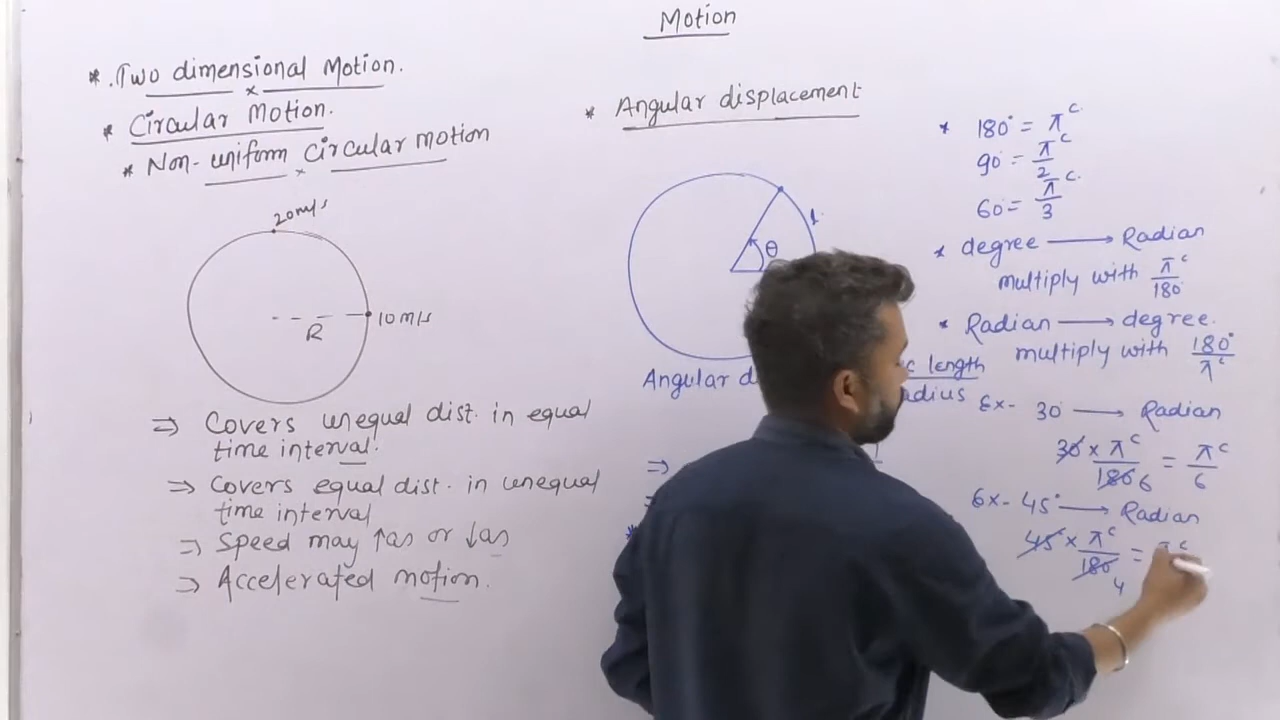 Motion
* .Two dimensional Motion.
* Circular Motion.
* Non-uniform circular motion
20m/s
10m/s
R
⇒ Covers unequal dist. in equal
time interval.
⇒ Covers equal dist. in unequal
time interval
⇒ Speed may ↑as or ↓as
⇒ Accelerated motion.
* Angular displacement
θ
l
Angular d
c length
adius
⇒
* 180° = π^c
90° = π^c/2
60° = π^c/3
* degree → Radian
multiply with π^c/180°
* Radian → degree.
multiply with 180°/π^c
Ex- 30° → Radian
30° × π^c/180° 6 = π^c/6
Ex- 45° → Radian
45° × π^c/180° 4 = π^c